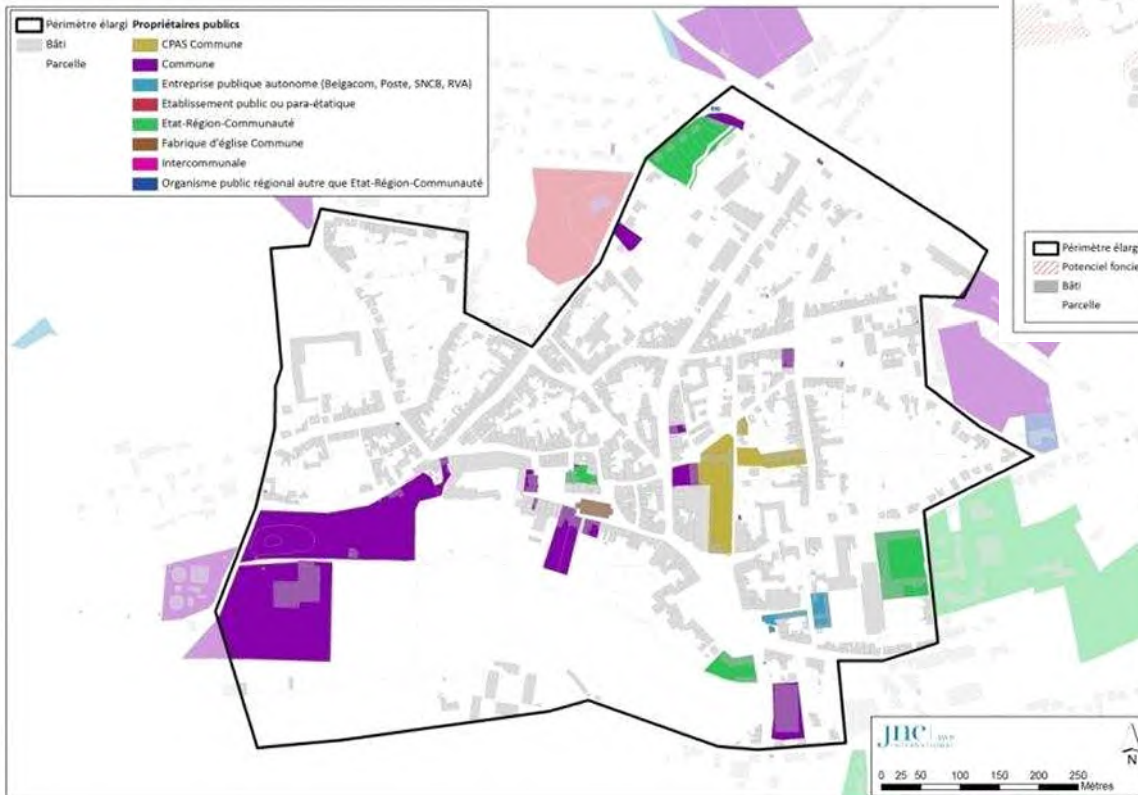 Périmètre élargi
Bâti
Parcelle
Propriétaires publics
CPAS Commune
Commune
Entreprise publique autonome (Belgacom, Poste, SNCB, RVA)
Etablissement public ou para-étatique
Etat-Région-Communauté
Fabrique d'église Commune
Intercommunale
Organisme public régional autre que Etat-Région-Communauté
Périmètre élarg
Potenciel foncie
Bâti
Parcelle
jnc
INTERNATIONAL
N
0 25 50 100 150 200 250
Mètres